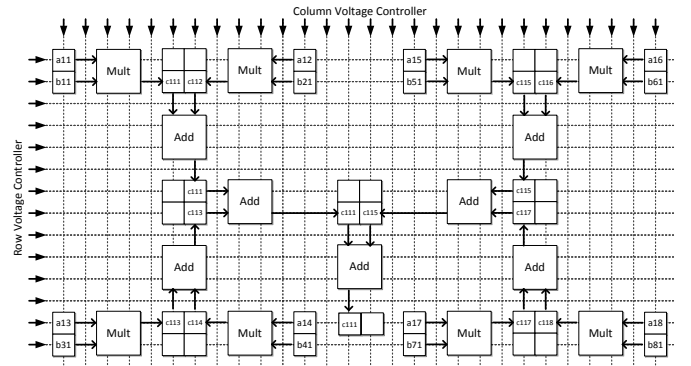 Column Voltage Controller
a11 Mult c111 c112 Mult a12 a15 Mult c115 c116 Mult a16
b11 b21 b51 b61
Add Add
Row Voltage Controller
c111 c115
c113 Add c111 c115 Add c117
Add Add Add
a13 Mult c113 c114 Mult a14 c111 a17 Mult c117 c118 Mult a18
b31 b41 b71 b81